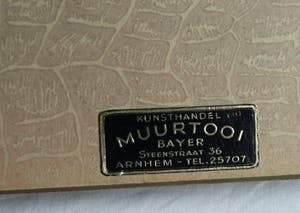 KUNSTHANDEL
MUURTOOI
BAYER
STEENSTRAAT 36
ARNHEM - TEL. 25707